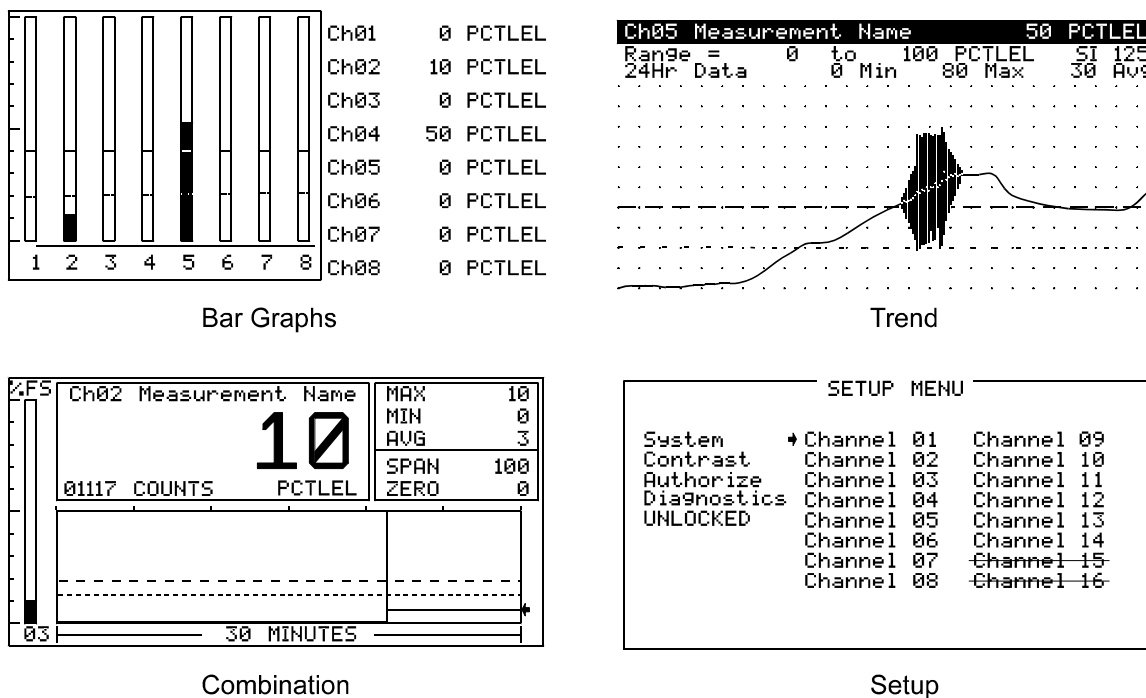 Ch01 0 PCTLEL
Ch02 10 PCTLEL
Ch03 0 PCTLEL
Ch04 50 PCTLEL
Ch05 0 PCTLEL
Ch06 0 PCTLEL
Ch07 0 PCTLEL
Ch08 0 PCTLEL
1 2 3 4 5 6 7 8
Bar Graphs
Ch05 Measurement Name 50 PCTLEL
Range = 0 to 100 PCTLEL SI 125
24Hr Data 0 Min 80 Max 30 Avg
Trend
%FS
Ch02 Measurement Name
10
01117 COUNTS PCTLEL
MAX 10
MIN 0
AVG 3
SPAN 100
ZERO 0
03
30 MINUTES
Combination
SETUP MENU
System
Contrast
Authorize
Diagnostics
UNLOCKED
Channel 01
Channel 02
Channel 03
Channel 04
Channel 05
Channel 06
Channel 07
Channel 08
Channel 09
Channel 10
Channel 11
Channel 12
Channel 13
Channel 14
Channel 15
Channel 16
Setup